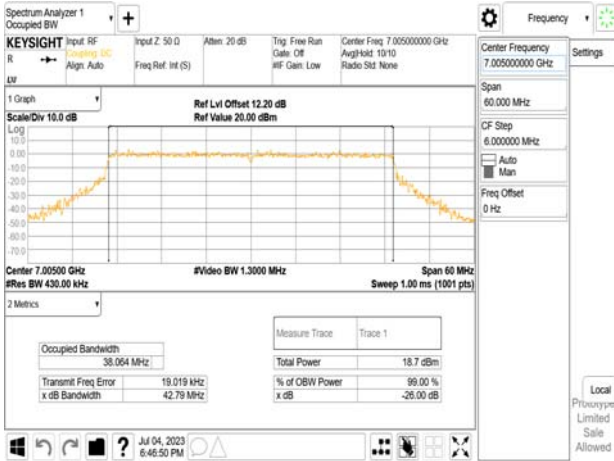 Spectrum Analyzer 1
Occupied BW
Frequency
KEYSIGHT
R
LXI
Input: RF
Coupling: DC
Align: Auto
Input Z: 50 Ω
Freq Ref: Int (S)
Atten: 20 dB
Trig: Free Run
Gate: Off
#IF Gain: Low
Center Freq: 7.005000000 GHz
Avg|Hold: 10/10
Radio Std: None
1 Graph
Scale/Div 10.0 dB
Ref Lvl Offset 12.20 dB
Ref Value 20.00 dBm
Log
10.0
0.00
-10.0
-20.0
-30.0
-40.0
-50.0
-60.0
-70.0
Center 7.00500 GHz
#Res BW 430.00 kHz
#Video BW 1.3000 MHz
Span 60 MHz
Sweep 1.00 ms (1001 pts)
2 Metrics
Measure Trace
Trace 1
Occupied Bandwidth
38.064 MHz
Total Power
18.7 dBm
Transmit Freq Error
19.019 kHz
% of OBW Power
99.00 %
x dB Bandwidth
42.79 MHz
x dB
-26.00 dB
?
Jul 04, 2023
6:46:50 PM
Center Frequency
7.005000000 GHz
Span
60.000 MHz
CF Step
6.000000 MHz
Auto
Man
Freq Offset
0 Hz
Settings
Local
Prototype
Limited
Sale
Allowed